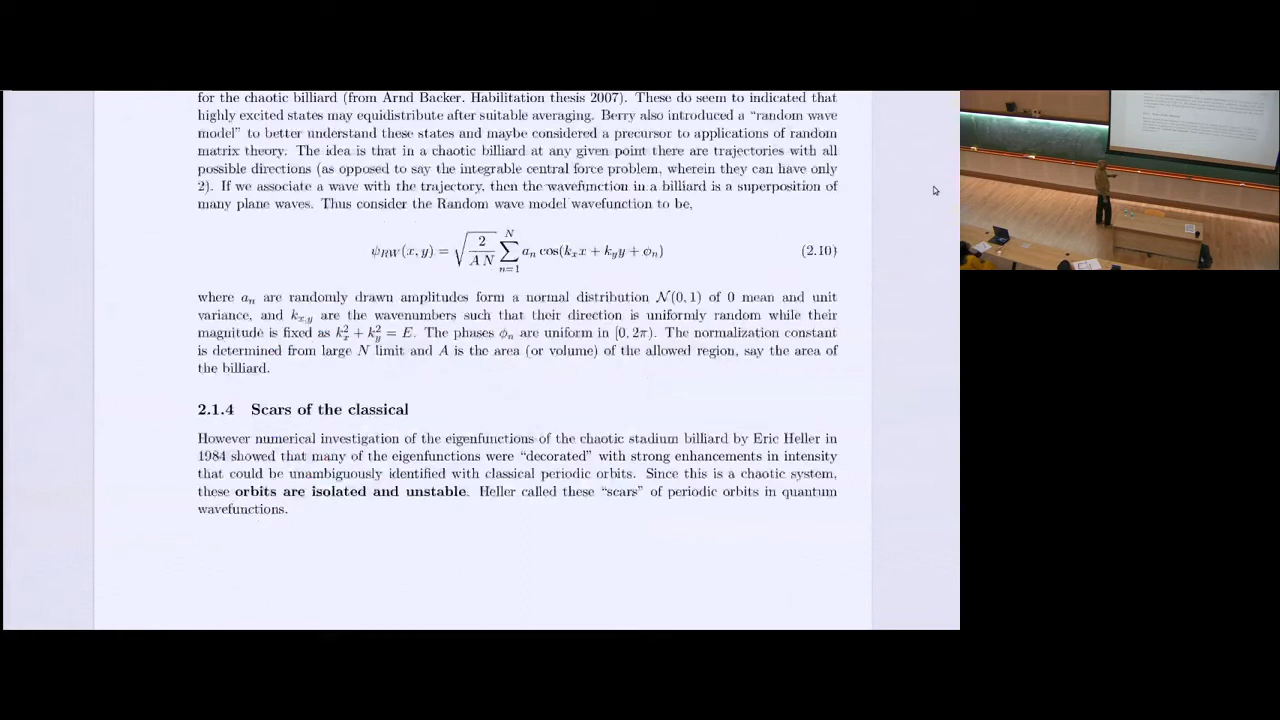 for the chaotic billiard (from Arnd Backer. Habilitation thesis 2007). These do seem to indicated that
highly excited states may equidistribute after suitable averaging. Berry also introduced a “random wave
model” to better understand these states and maybe considered a precursor to applications of random
matrix theory. The idea is that in a chaotic billiard at any given point there are trajectories with all
possible directions (as opposed to say the integrable central force problem, wherein they can have only
2). If we associate a wave with the trajectory, then the wavefunction in a billiard is a superposition of
many plane waves. Thus consider the Random wave model wavefunction to be,
ψ_RW(x, y) = √(2/(A N)) ∑_{n=1}^{N} a_n cos(k_x x + k_y y + ϕ_n) (2.10)
where a_n are randomly drawn amplitudes form a normal distribution 𝒩(0, 1) of 0 mean and unit
variance, and k_{x,y} are the wavenumbers such that their direction is uniformly random while their
magnitude is fixed as k_x^2 + k_y^2 = E. The phases ϕ_n are uniform in [0, 2π). The normalization constant
is determined from large N limit and A is the area (or volume) of the allowed region, say the area of
the billiard.
2.1.4 Scars of the classical
However numerical investigation of the eigenfunctions of the chaotic stadium billiard by Eric Heller in
1984 showed that many of the eigenfunctions were “decorated” with strong enhancements in intensity
that could be unambiguously identified with classical periodic orbits. Since this is a chaotic system,
these orbits are isolated and unstable. Heller called these “scars” of periodic orbits in quantum
wavefunctions.